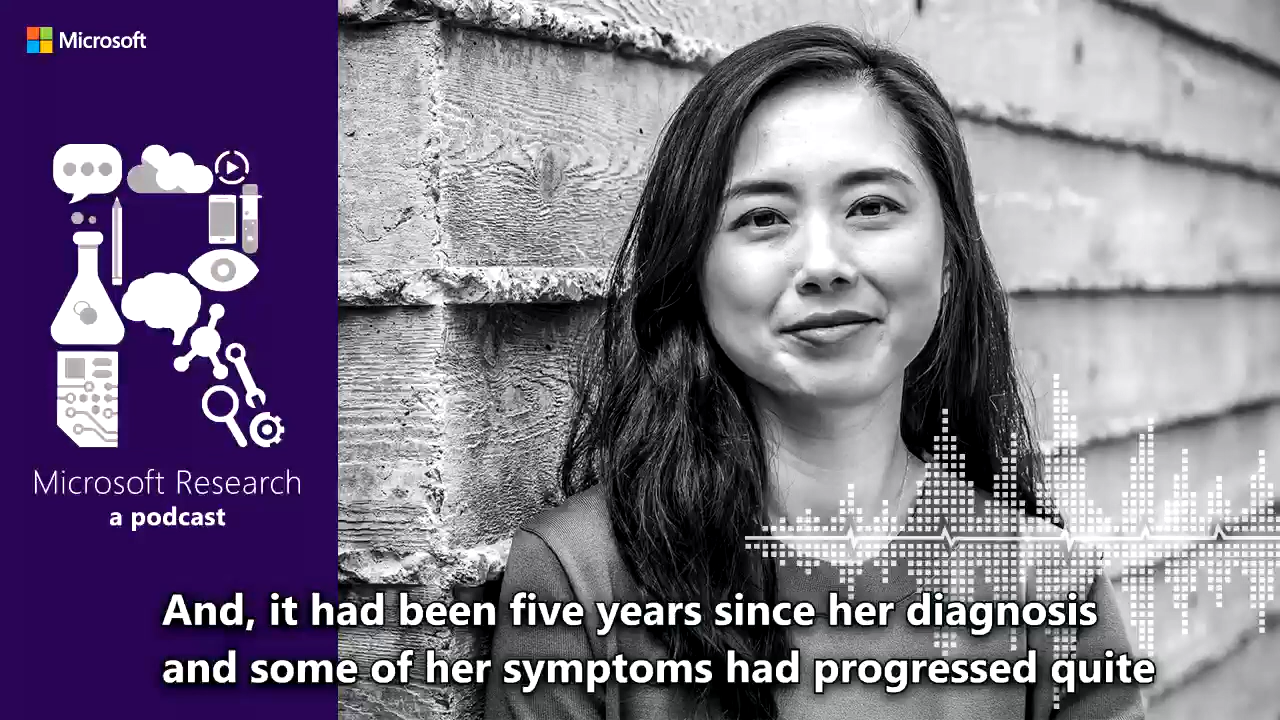 Microsoft
Microsoft Research
a podcast
And, it had been five years since her diagnosis
and some of her symptoms had progressed quite